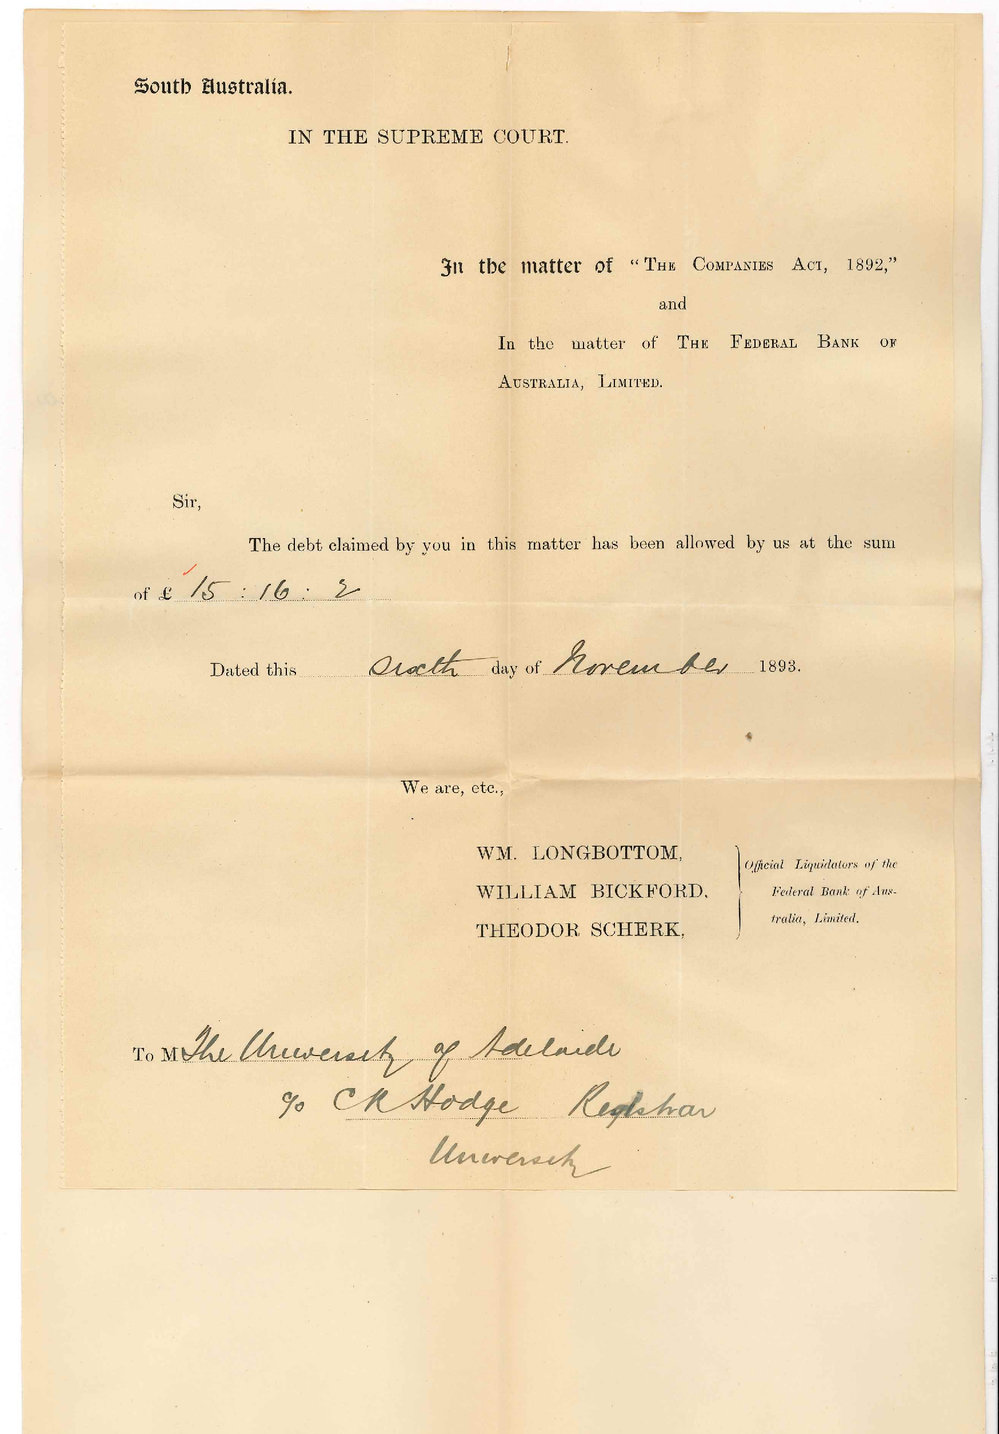 South Australia.
IN THE SUPREME COURT.
In the matter of "THE COMPANIES ACT, 1892,"
and
In the matter of THE FEDERAL BANK OF
AUSTRALIA, LIMITED.
Sir,
The debt claimed by you in this matter has been allowed by us at the sum
of £ 15 : 16 : 2
Dated this sixth day of November 1893.
We are, etc.,
WM. LONGBOTTOM,
WILLIAM BICKFORD,
THEODOR SCHERK,
Official Liquidators of the
Federal Bank of Aus-
tralia, Limited.
To M The University of Adelaide
c/o C R Hodge Registrar
University